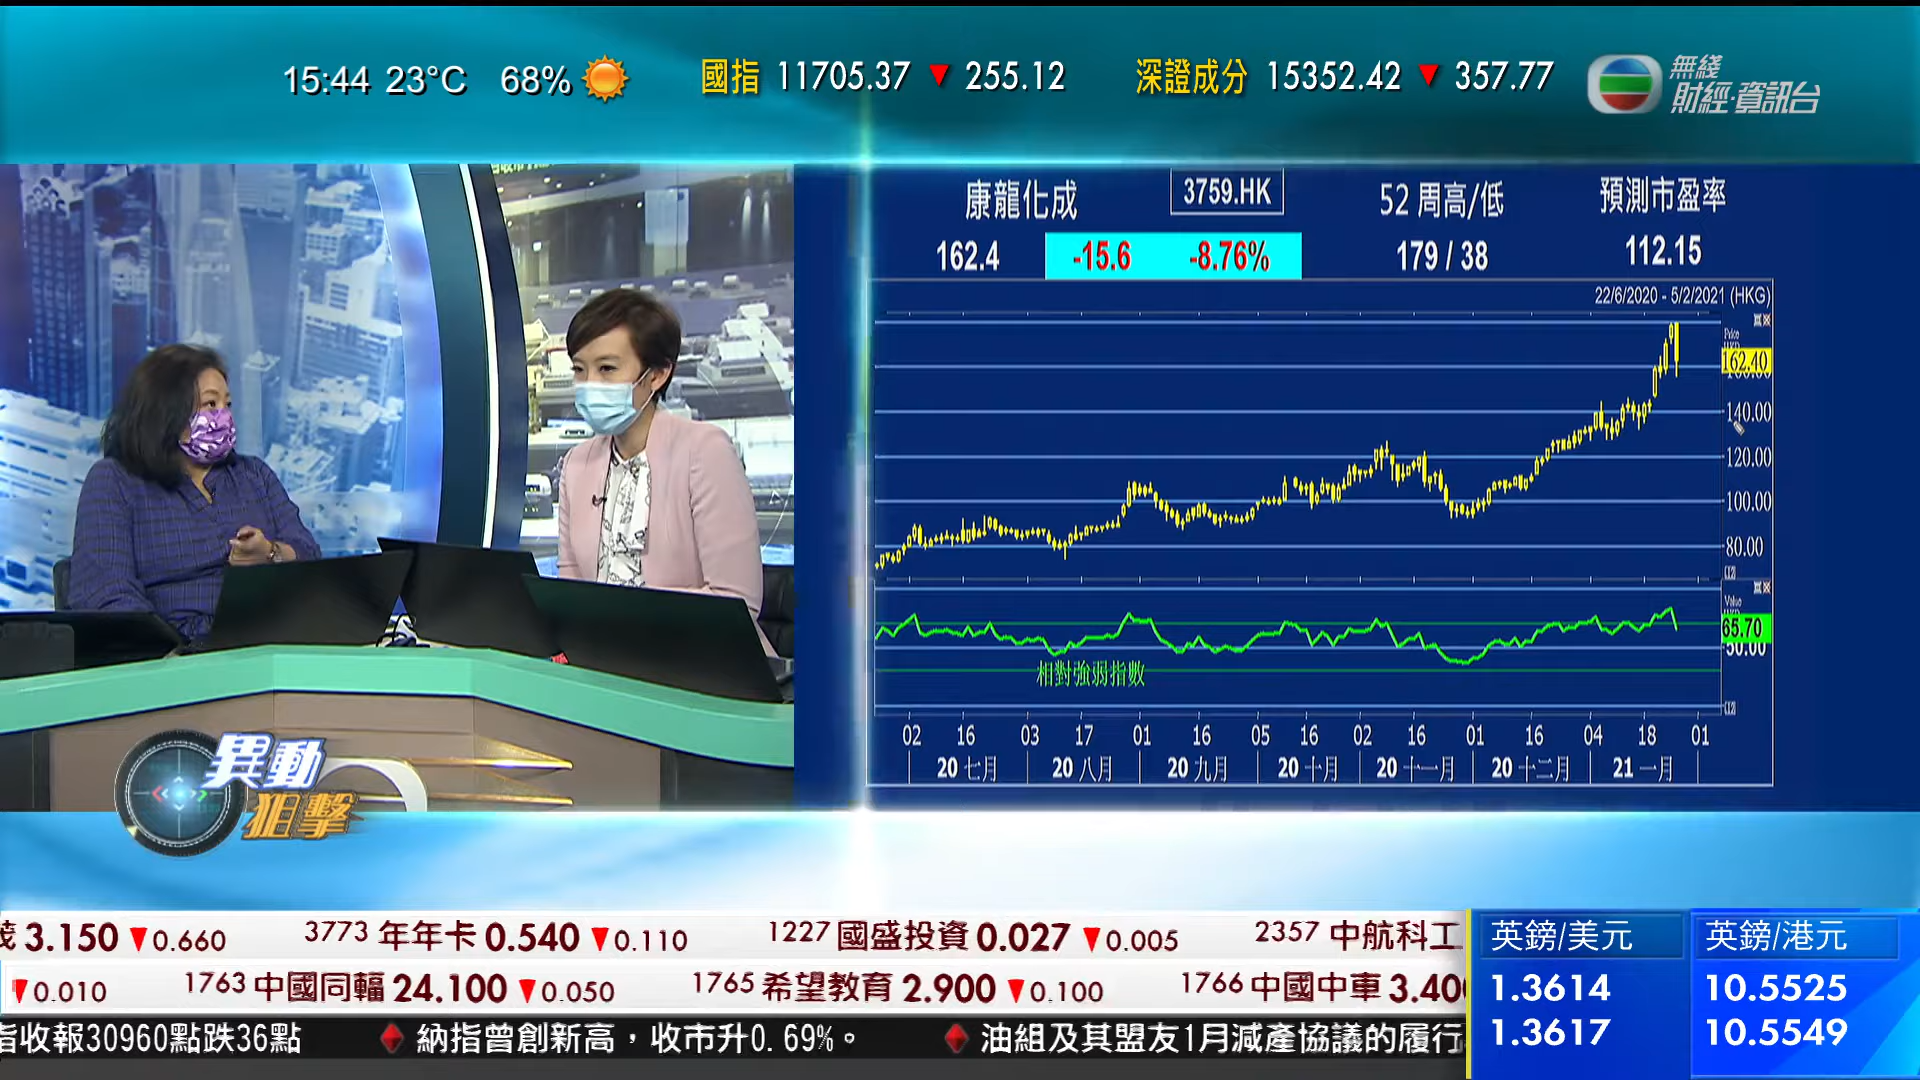 15:44 23°C 68%
國指 11705.37 ▼ 255.12
深證成分 15352.42 ▼ 357.77
無綫
財經·資訊台
康龍化成 3759.HK 52 周高/低 預測市盈率
162.4 -15.6 -8.76% 179 / 38 112.15
22/6/2020 - 5/2/2021 (HKG)
Price
162.40
140.00
120.00
100.00
80.00
Value
65.70
50.00
相對強弱指數
02 16 03 17 01 16 05 16 02 16 01 16 04 18 01
20 七月 20 八月 20 九月 20 十月 20 十一月 20 十二月 21 一月
異動
狙擊
3.150 ▼0.660 3773 年年卡 0.540 ▼0.110 1227 國盛投資 0.027 ▼0.005 2357 中航科工
▼0.010 1763 中國同輻 24.100 ▼0.050 1765 希望教育 2.900 ▼0.100 1766 中國中車 3.400
指收報30960點跌36點 ♦ 納指曾創新高，收市升0.69%。 ♦ 油組及其盟友1月減產協議的履行
英鎊/美元
1.3614
1.3617
英鎊/港元
10.5525
10.5549